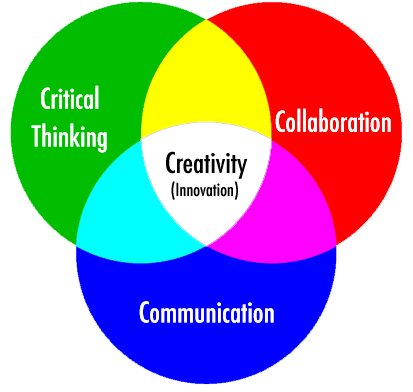 Critical
Thinking
Collaboration
Creativity
(Innovation)
Communication